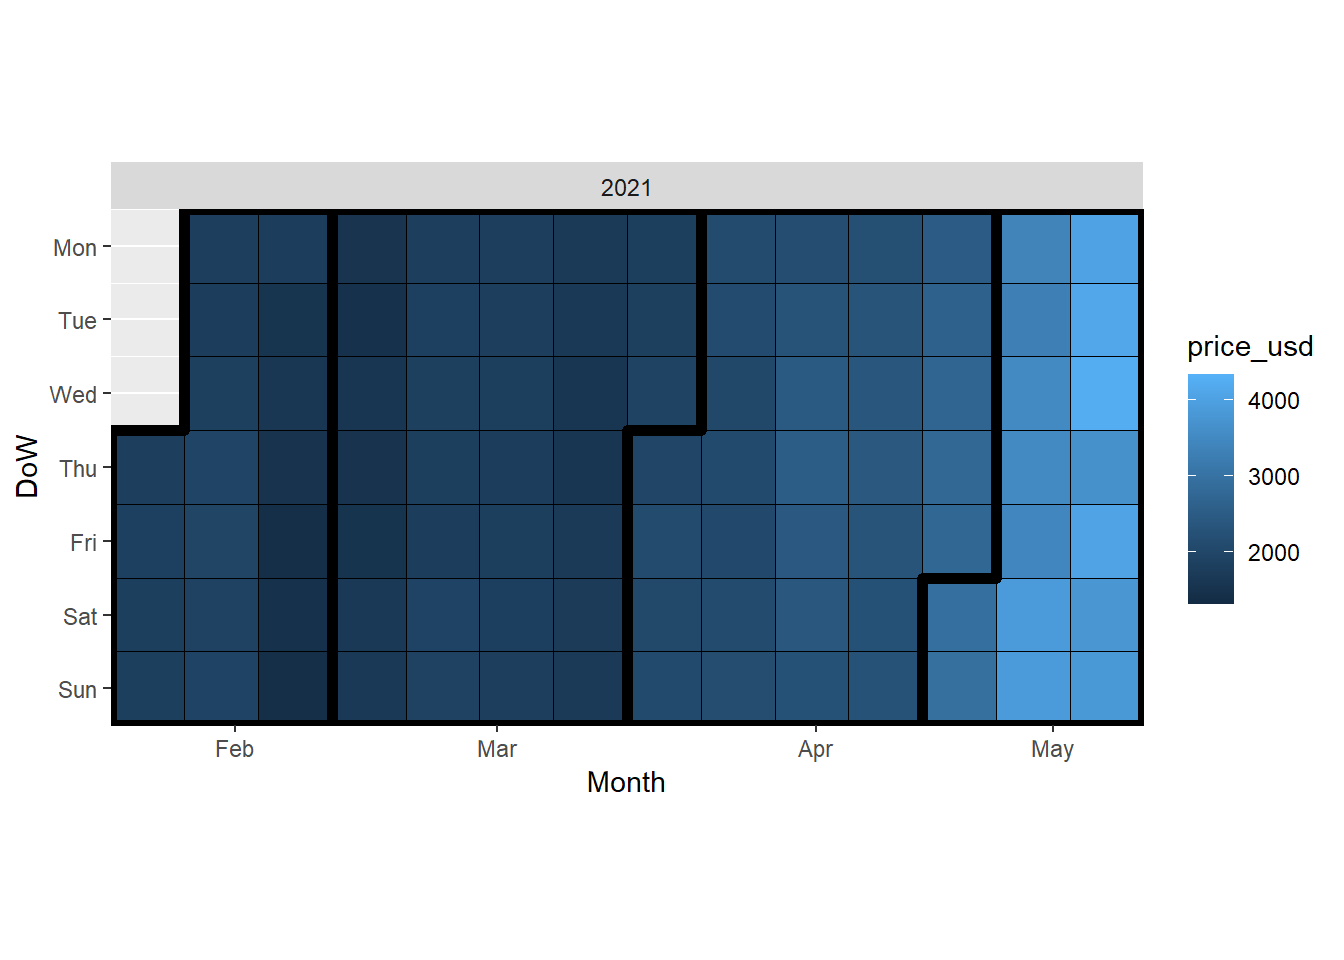 2021
Mon
Tue
Wed
Thu
Fri
Sat
Sun
DoW
Feb Mar Apr May
Month
price_usd
4000
3000
2000